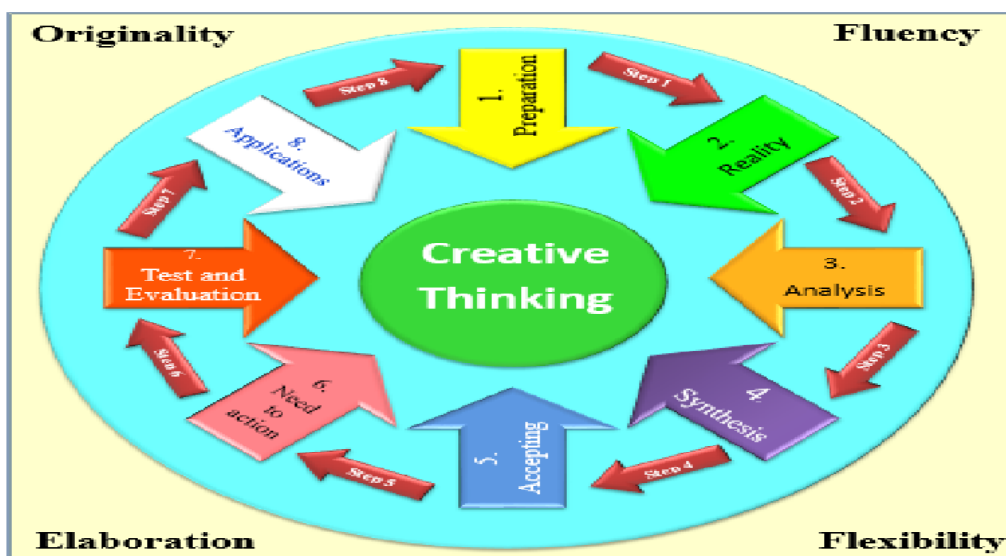 Originality
Fluency
1.
Preparation
Step 1
2.
Reality
Step 2
3.
Analysis
Step 3
4.
Synthesis
Step 4
5.
Accepting
Step 5
6.
Need
to
action
Step 6
7.
Test and
Evaluation
Step 7
8.
Applications
Step 8
Creative
Thinking
Elaboration
Flexibility